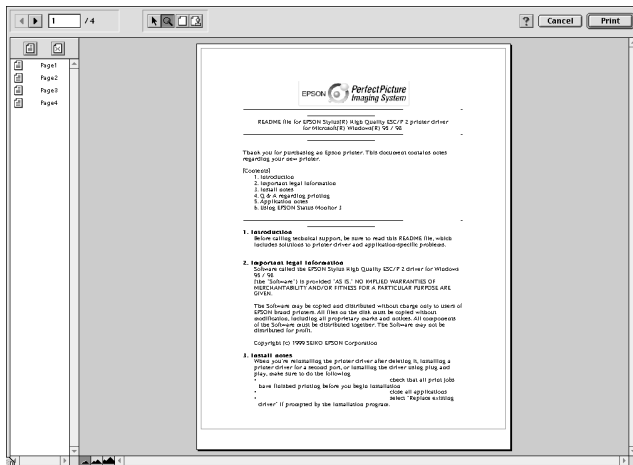 1 / 4
? Cancel Print
Page1
Page2
Page3
Page4
EPSON PerfectPicture
Imaging System
README file for EPSON Stylus(R) High Quality ESC/P 2 printer driver
for Microsoft(R) Windows(R) 95 / 98
Thank you for purchasing an Epson printer. This document contains notes
regarding your new printer.
[Contents]
1. Introduction
2. Important legal information
3. Install notes
4. Q & A regarding printing
5. Application notes
6. Using EPSON Status Monitor 2
1. Introduction
Before calling technical support, be sure to read this README file, which
includes solutions to printer driver and application-specific problems.
2. Important legal information
Software called the EPSON Stylus High Quality ESC/P 2 driver for Windows
95 / 98
(the "Software") is provided "AS IS." NO IMPLIED WARRANTIES OF
MERCHANTABILITY AND/OR FITNESS FOR A PARTICULAR PURPOSE ARE
GIVEN.
The Software may be copied and distributed without charge only to users of
EPSON brand printers. All files on the disk must be copied without
modification, including all proprietary marks and notices. All components
of the Software must be distributed together. The Software may not be
distributed for profit.
Copyright (c) 1999 SEIKO EPSON Corporation
3. Install notes
When you're reinstalling the printer driver after deleting it, installing a
printer driver for a second port, or installing the driver using plug and
play, make sure to do the following
• check that all print jobs
have finished printing before you begin installation
• close all applications
• select "Replace existing
driver" if prompted by the installation program.